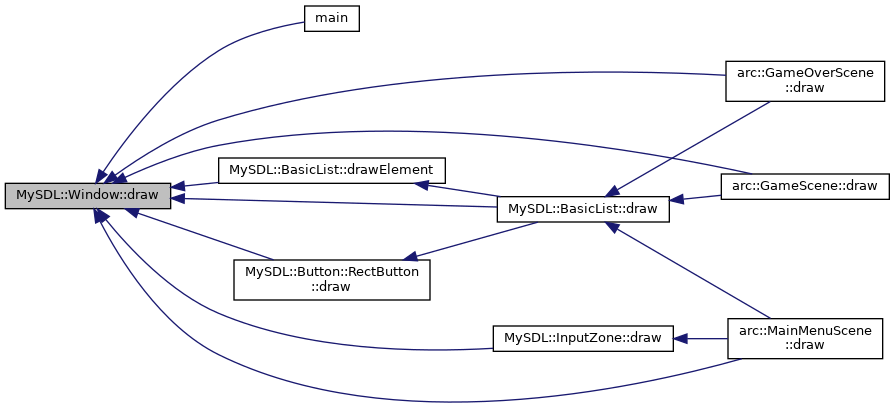 main
arc::GameOverScene
::draw
MySDL::BasicList::drawElement
arc::GameScene::draw
MySDL::Window::draw
MySDL::BasicList::draw
MySDL::Button::RectButton
::draw
MySDL::InputZone::draw
arc::MainMenuScene
::draw